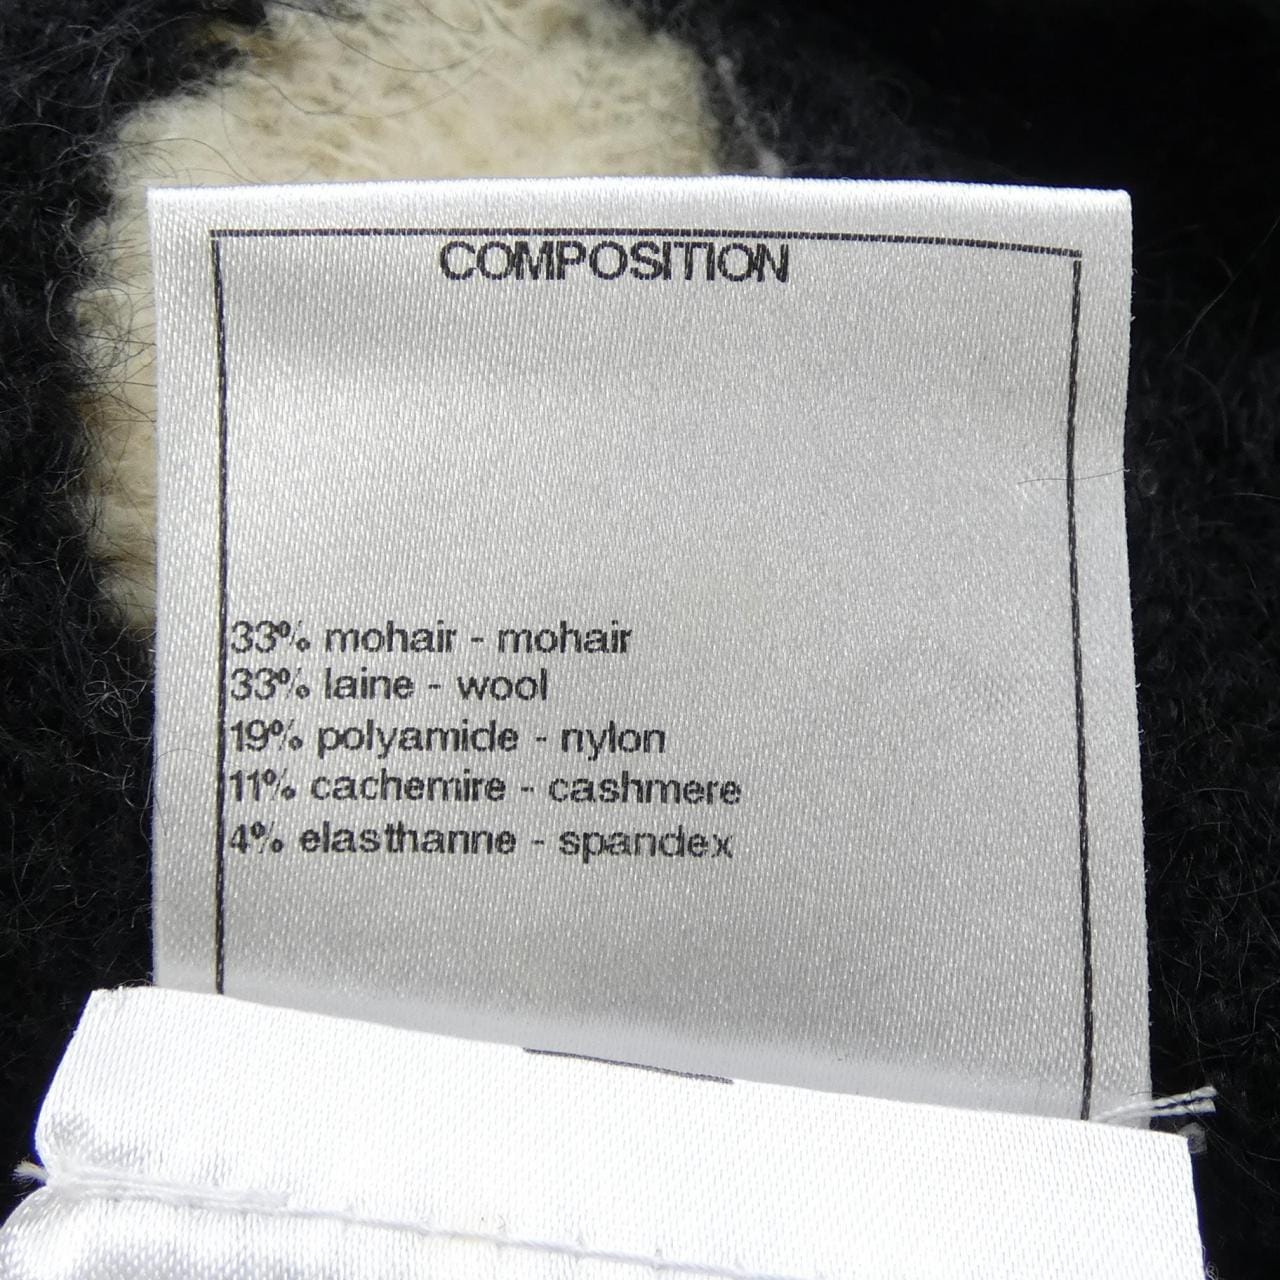 COMPOSITION
33% mohair - mohair
33% laine - wool
19% polyamide - nylon
11% cachemire - cashmere
4% elasthanne - spandex